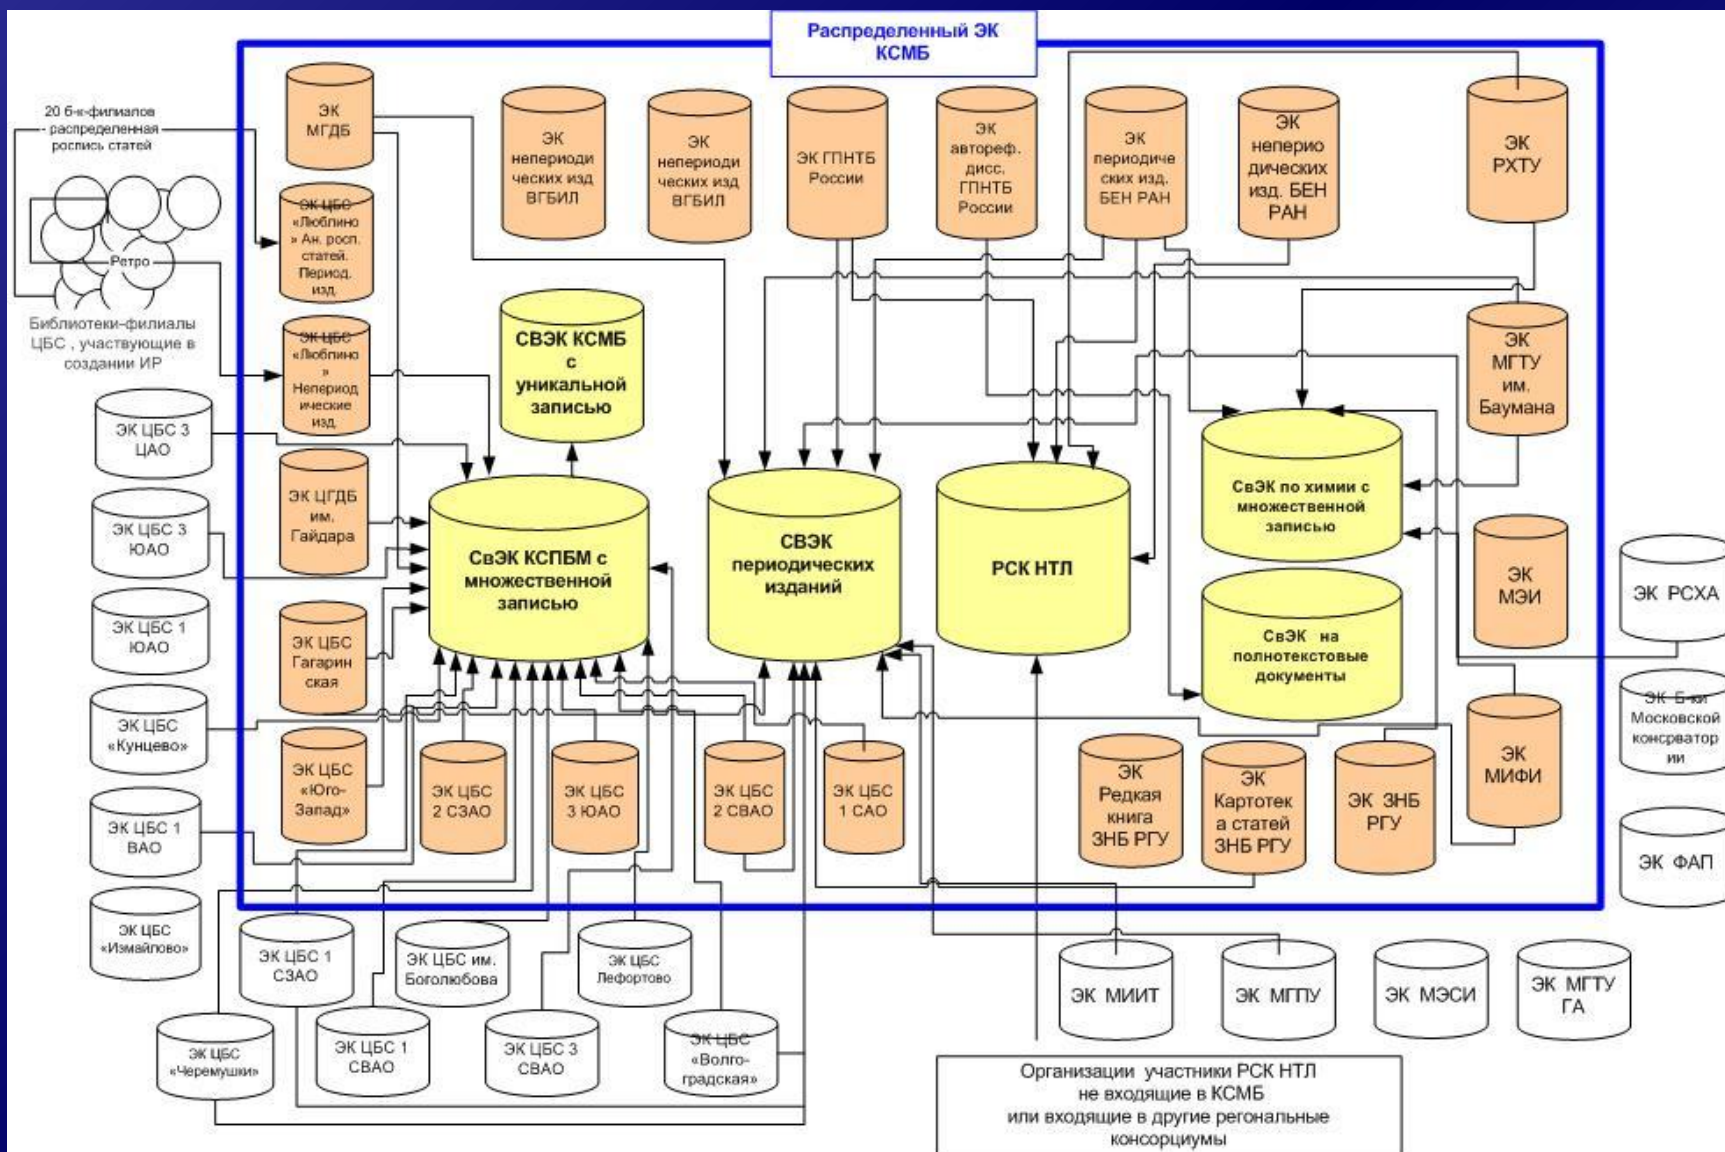 Распределенный ЭК
КСМБ
20 б-к-филиалов
распределенная
роспись статей
Ретро
Библиотеки-филиалы
ЦБС , участвующие в
создании ИР
ЭК
МГДБ
ЭК
непериоди
ческих изд
ВГБИЛ
ЭК
непериоди
ческих изд
ВГБИЛ
ЭК ГПНТБ
России
ЭК
автореф.
дисс.
ГПНТБ
России
ЭК
периодиче
ских изд.
БЕН РАН
ЭК
неперио
дических
изд. БЕН
РАН
ЭК
РХТУ
ЭК ЦБС
«Люблино
» Ан. росп.
статей.
Период.
изд.
ЭК ЦБС
«Люблино
»
Непериод
ические
изд.
СВЭК КСМБ
с
уникальной
записью
ЭК
МГТУ
им.
Баумана
ЭК ЦБС 3
ЦАО
ЭК ЦГДБ
им.
Гайдара
ЭК ЦБС 3
ЮАО
СвЭК КСПБМ с
множественной
записью
СВЭК
периодических
изданий
РСК НТЛ
СвЭК по химии с
множественной
записью
ЭК
МЭИ
ЭК РСХА
ЭК ЦБС 1
ЮАО
ЭК ЦБС
Гагарин
ская
СвЭК на
полнотекстовые
документы
ЭК ЦБС
«Кунцево»
ЭК Б-ки
Московской
консрватор
ии
ЭК ЦБС
«Юго-
Запад»
ЭК ЦБС
2 СЗАО
ЭК ЦБС
3 ЮАО
ЭК ЦБС
2 СВАО
ЭК ЦБС
1 САО
ЭК
Редкая
книга
ЗНБ РГУ
ЭК
Картотек
а статей
ЗНБ РГУ
ЭК ЗНБ
РГУ
ЭК
МИФИ
ЭК ЦБС 1
ВАО
ЭК ФАП
ЭК ЦБС
«Измайлово»
ЭК ЦБС 1
СЗАО
ЭК ЦБС им.
Боголюбова
ЭК ЦБС
Лефортово
ЭК МИИТ
ЭК МГПУ
ЭК МЭСИ
ЭК МГТУ
ГА
ЭК ЦБС
«Черемушки»
ЭК ЦБС 1
СВАО
ЭК ЦБС 3
СВАО
ЭК ЦБС
«Волго-
градская»
Организации участники РСК НТЛ
не входящие в КСМБ
или входящие в другие регональные
консорциумы